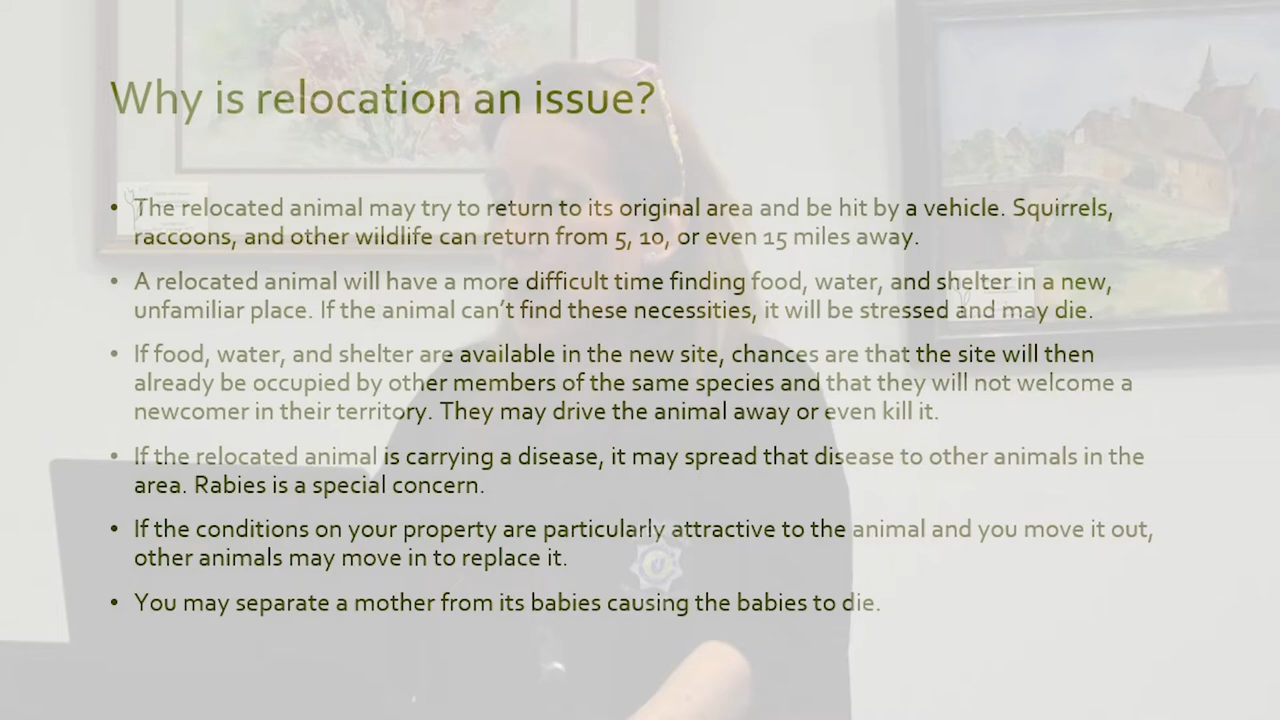 Why is relocation an issue?
• The relocated animal may try to return to its original area and be hit by a vehicle. Squirrels,
raccoons, and other wildlife can return from 5, 10, or even 15 miles away.
• A relocated animal will have a more difficult time finding food, water, and shelter in a new,
unfamiliar place. If the animal can't find these necessities, it will be stressed and may die.
• If food, water, and shelter are available in the new site, chances are that the site will then
already be occupied by other members of the same species and that they will not welcome a
newcomer in their territory. They may drive the animal away or even kill it.
• If the relocated animal is carrying a disease, it may spread that disease to other animals in the
area. Rabies is a special concern.
• If the conditions on your property are particularly attractive to the animal and you move it out,
other animals may move in to replace it.
• You may separate a mother from its babies causing the babies to die.